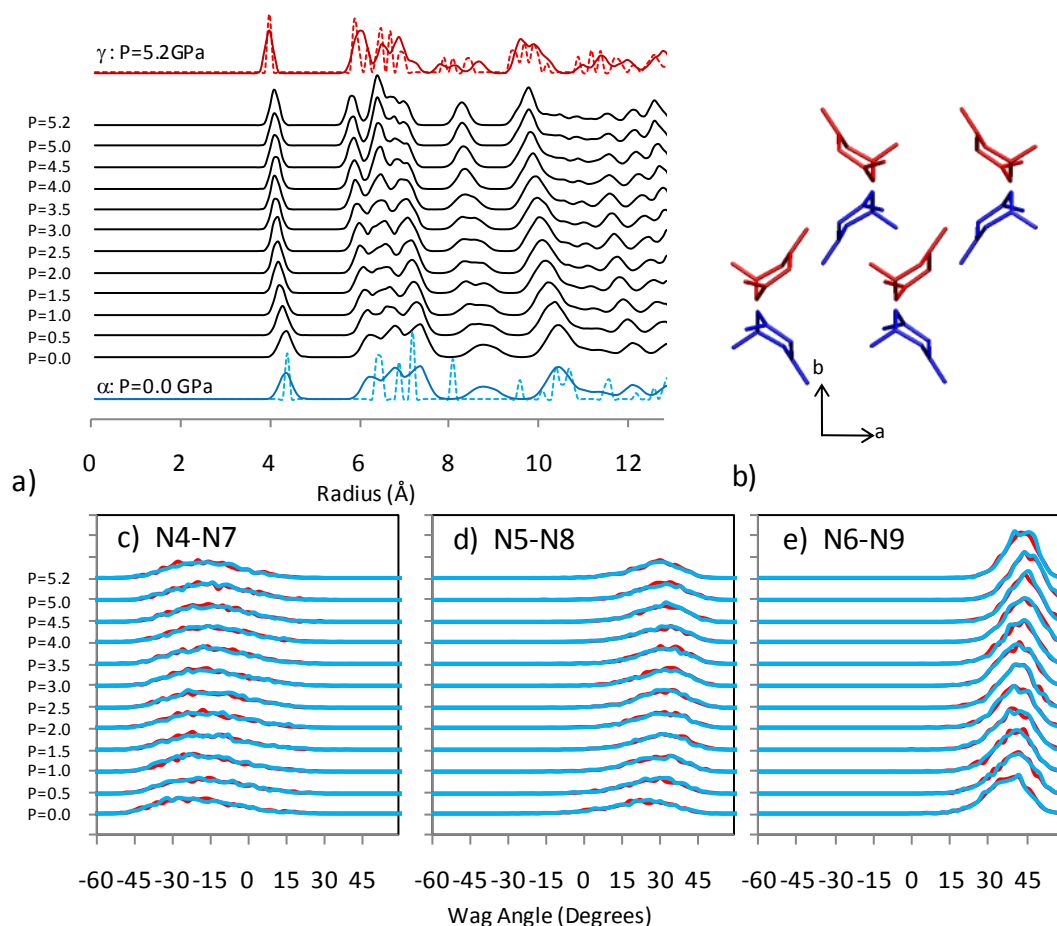 γ: P=5.2GPa
P=5.2
P=5.0
P=4.5
P=4.0
P=3.5
P=3.0
P=2.5
P=2.0
P=1.5
P=1.0
P=0.5
P=0.0
α: P=0.0 GPa
0 2 4 6 8 10 12
Radius (Å)
a)
b
a
b)
c) N4-N7
d) N5-N8
e) N6-N9
P=5.2
P=5.0
P=4.5
P=4.0
P=3.5
P=3.0
P=2.5
P=2.0
P=1.5
P=1.0
P=0.5
P=0.0
-60 -45 -30 -15 0 15 30 45
-60 -45 -30 -15 0 15 30 45
-60 -45 -30 -15 0 15 30 45
Wag Angle (Degrees)